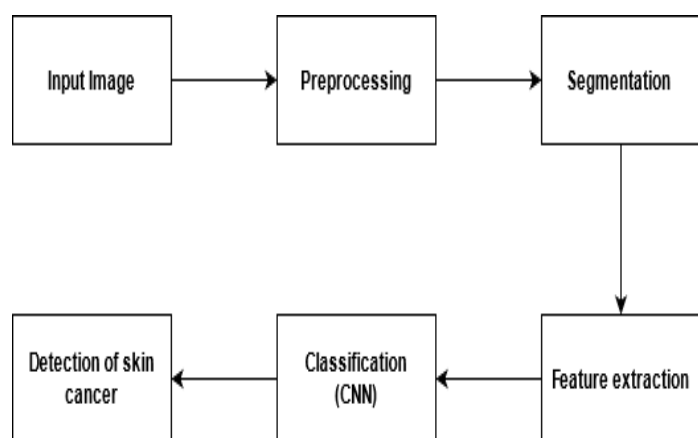 Input Image
Preprocessing
Segmentation
Feature extraction
Classification
(CNN)
Detection of skin
cancer